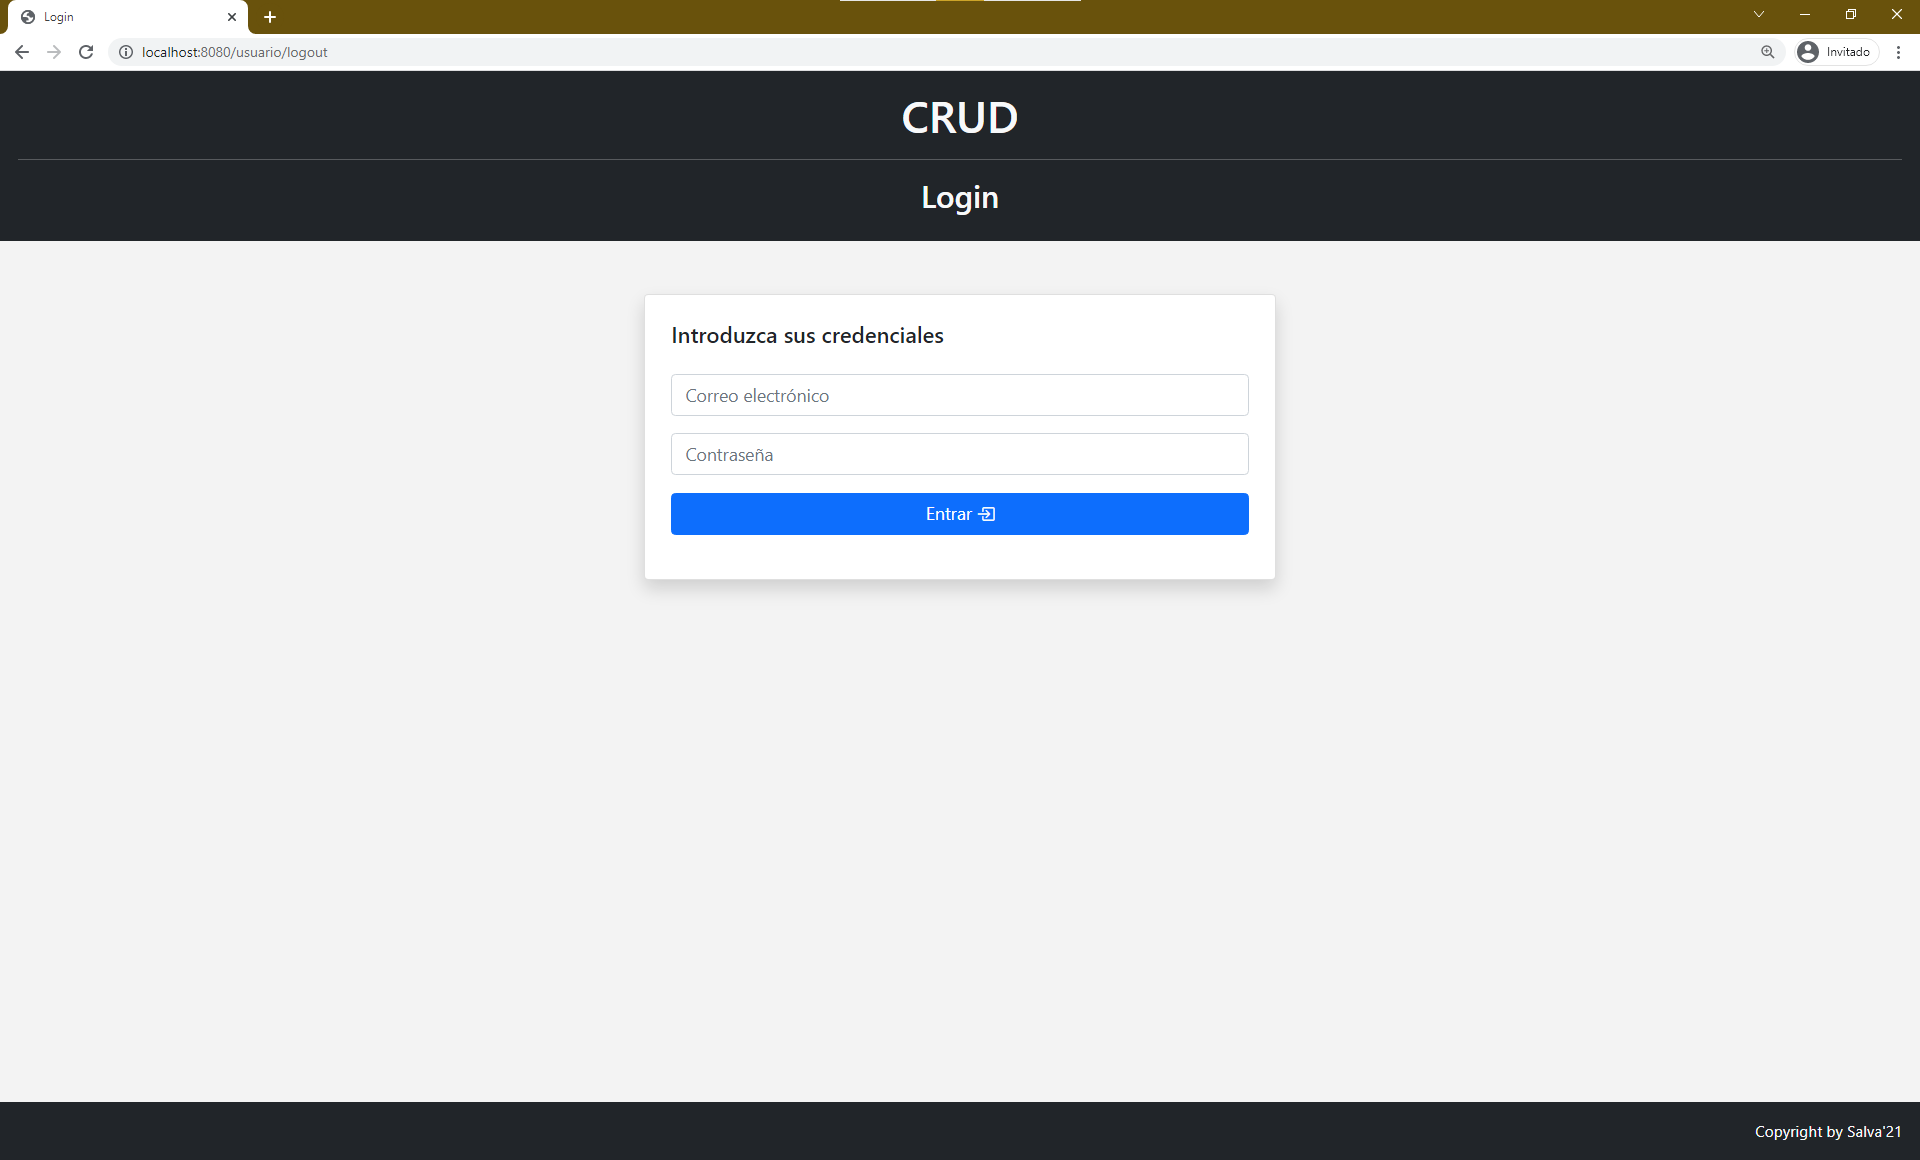 Login
localhost:8080/usuario/logout
Invitado
CRUD
Login
Introduzca sus credenciales
Correo electrónico
Contraseña
Entrar
Copyright by Salva'21